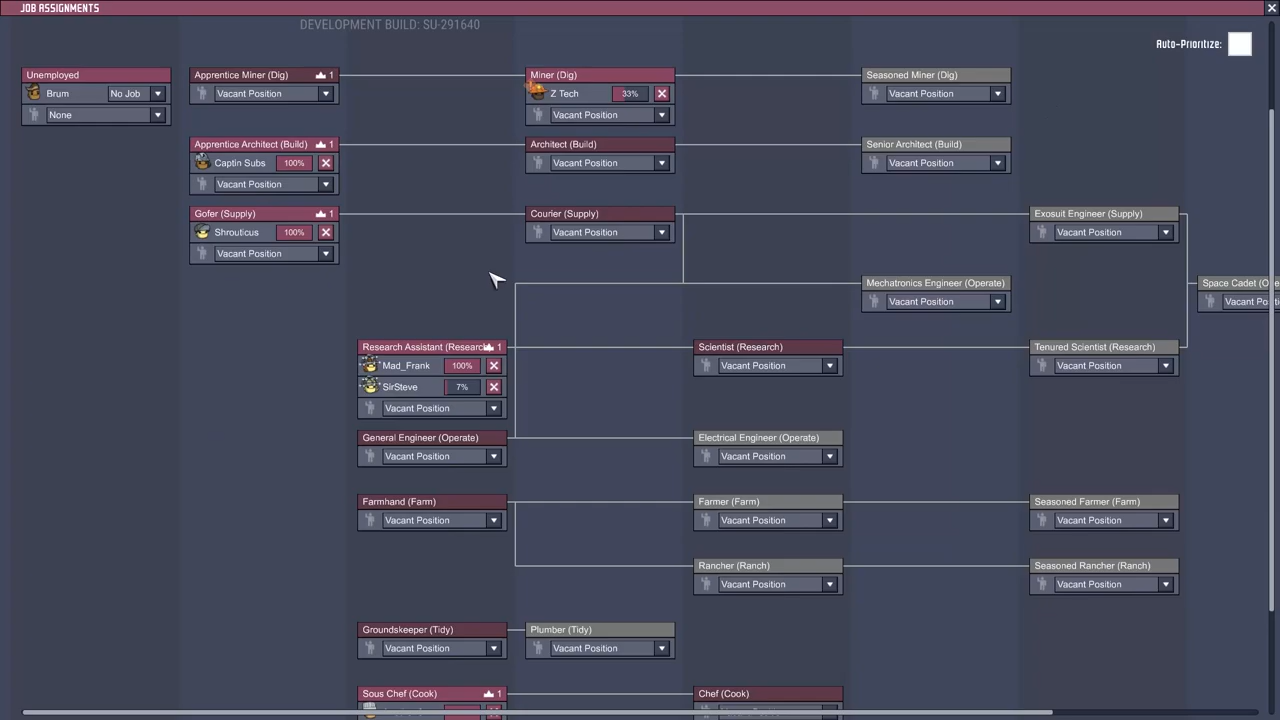 JOB ASSIGNMENTS
DEVELOPMENT BUILD: SU-291640
Auto-Prioritize:
Unemployed
Brum No Job
None
Apprentice Miner (Dig) 1
Vacant Position
Miner (Dig)
Z Tech 33%
Vacant Position
Seasoned Miner (Dig)
Vacant Position
Apprentice Architect (Build) 1
Captin Subs 100%
Vacant Position
Architect (Build)
Vacant Position
Senior Architect (Build)
Vacant Position
Gofer (Supply) 1
Shrouticus 100%
Vacant Position
Courier (Supply)
Vacant Position
Exosuit Engineer (Supply)
Vacant Position
Mechatronics Engineer (Operate)
Vacant Position
Space Cadet (Ope
Vacant Posit
Research Assistant (Research 1
Mad_Frank 100%
SirSteve 7%
Vacant Position
Scientist (Research)
Vacant Position
Tenured Scientist (Research)
Vacant Position
General Engineer (Operate)
Vacant Position
Electrical Engineer (Operate)
Vacant Position
Farmhand (Farm)
Vacant Position
Farmer (Farm)
Vacant Position
Seasoned Farmer (Farm)
Vacant Position
Rancher (Ranch)
Vacant Position
Seasoned Rancher (Ranch)
Vacant Position
Groundskeeper (Tidy)
Vacant Position
Plumber (Tidy)
Vacant Position
Sous Chef (Cook) 1
Chef (Cook)